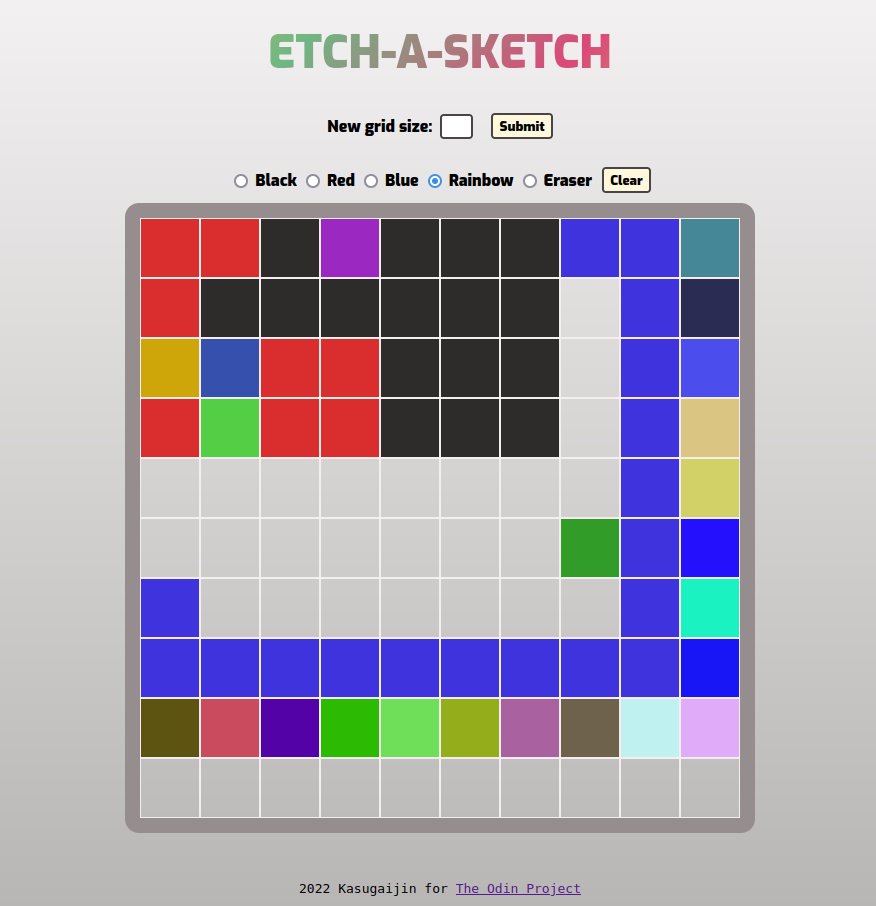 ETCH-A-SKETCH
New grid size: Submit
Black Red Blue Rainbow Eraser Clear
2022 Kasugaijin for The Odin Project